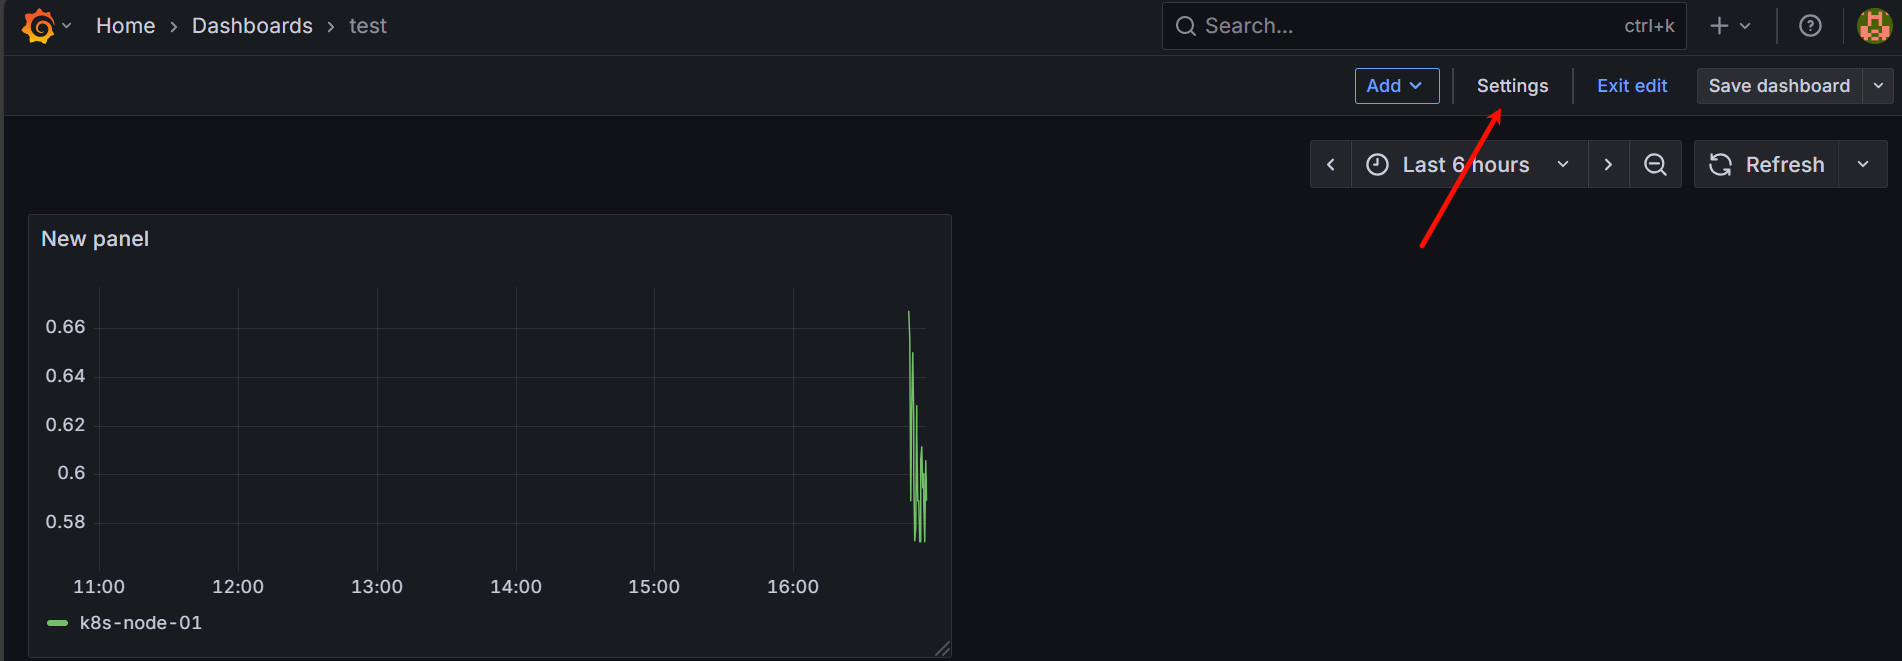 Home › Dashboards › test
Search... ctrl+k
Add Settings Exit edit Save dashboard
Last 6 hours Refresh
New panel
0.66
0.64
0.62
0.6
0.58
11:00 12:00 13:00 14:00 15:00 16:00
k8s-node-01